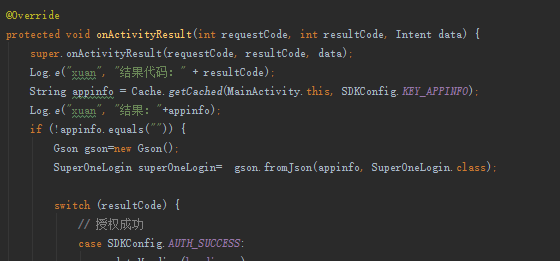 @Override
protected void onActivityResult(int requestCode, int resultCode, Intent data) {
super.onActivityResult(requestCode, resultCode, data);
Log.e("xuan", "结果代码: " + resultCode);
String appinfo = Cache.getCached(MainActivity.this, SDKConfig.KEY_APPINFO);
Log.e("xuan", "结果: "+appinfo);
if (!appinfo.equals("")) {
Gson gson=new Gson();
SuperOneLogin superOneLogin=  gson.fromJson(appinfo, SuperOneLogin.class);
switch (resultCode) {
// 授权成功
case SDKConfig.AUTH_SUCCESS: